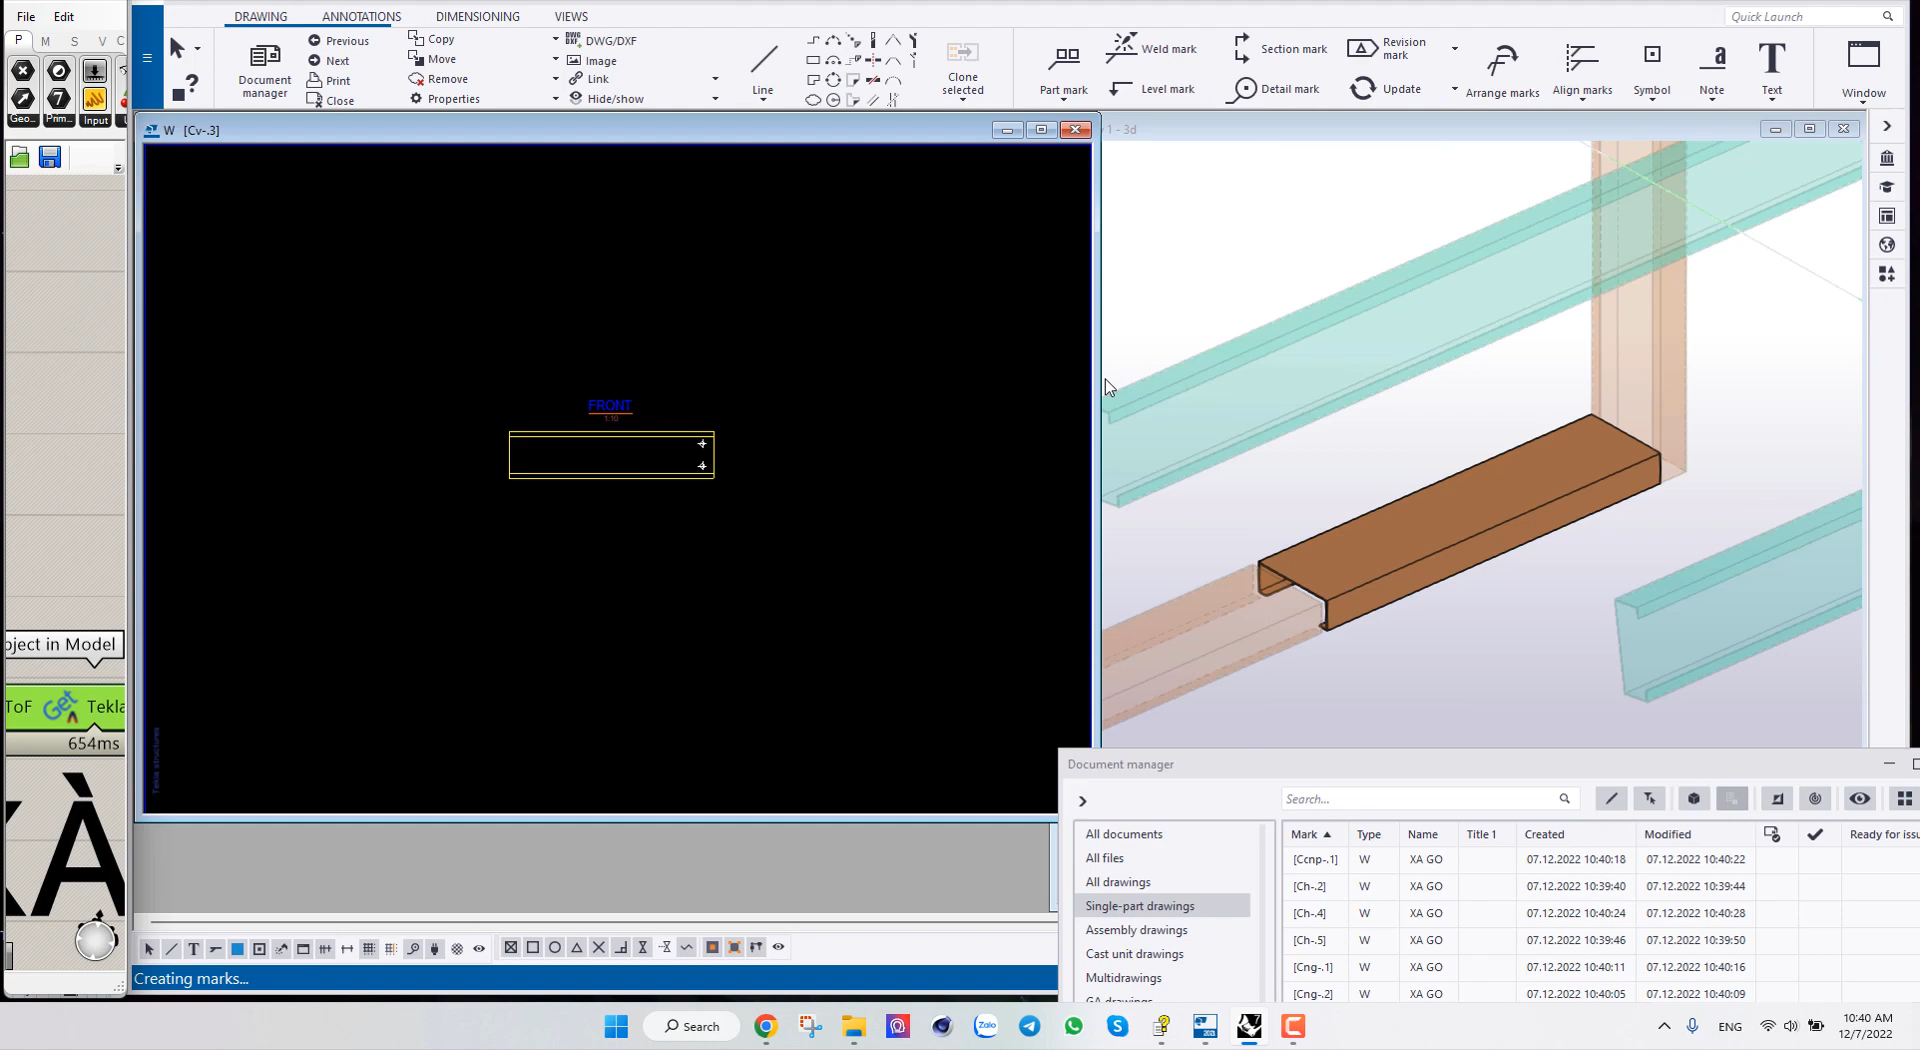 File Edit
DRAWING ANNOTATIONS DIMENSIONING VIEWS
Quick Launch
P M S V C
Previous
Next
Print
Close
Document manager
Copy
Move
Remove
Properties
DWG/DXF
Image
Link
Hide/show
Line
Clone selected
Part mark
Weld mark
Level mark
Section mark
Detail mark
Revision mark
Update
Arrange marks
Align marks
Symbol
Note
Text
Window
Geo... Prim... Input
W [Cv-.3]
1 - 3d
FRONT
1:10
Tekla structures
bject in Model
ToF Get Tekla
654ms
À
Creating marks...
Document manager
Search...
All documents
All files
All drawings
Single-part drawings
Assembly drawings
Cast unit drawings
Multidrawings
GA drawings
Mark Type Name Title 1 Created Modified Ready for issu
[Ccnp-.1] W XA GO 07.12.2022 10:40:18 07.12.2022 10:40:22
[Ch-.2] W XA GO 07.12.2022 10:39:40 07.12.2022 10:39:44
[Ch-.4] W XA GO 07.12.2022 10:40:24 07.12.2022 10:40:28
[Ch-.5] W XA GO 07.12.2022 10:39:46 07.12.2022 10:39:50
[Cng-.1] W XA GO 07.12.2022 10:40:11 07.12.2022 10:40:16
[Cng-.2] W XA GO 07.12.2022 10:40:05 07.12.2022 10:40:09
Search
Zalo
ENG
10:40 AM
12/7/2022